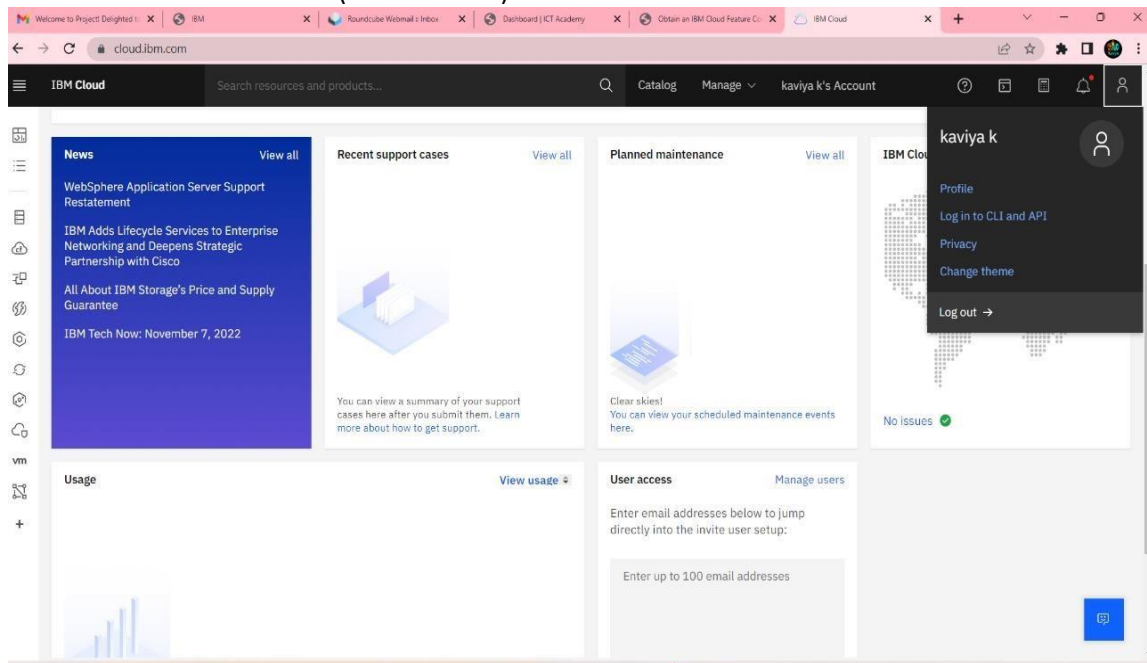 Welcome to Project! Delighted to
IBM
Roundcube Webmail :: Inbox
Dashboard | ICT Academy
Obtain an IBM Cloud Feature Co
IBM Cloud
cloud.ibm.com
IBM Cloud
Search resources and products...
Catalog
Manage
kaviya k's Account
kaviya k
Profile
Log in to CLI and API
Privacy
Change theme
Log out →
News
View all
WebSphere Application Server Support
Restatement
IBM Adds Lifecycle Services to Enterprise
Networking and Deepens Strategic
Partnership with Cisco
All About IBM Storage's Price and Supply
Guarantee
IBM Tech Now: November 7, 2022
Recent support cases
View all
You can view a summary of your support
cases here after you submit them. Learn
more about how to get support.
Planned maintenance
View all
Clear skies!
You can view your scheduled maintenance events
here.
IBM Clou
No issues
vm
Usage
View usage
User access
Manage users
Enter email addresses below to jump
directly into the invite user setup:
Enter up to 100 email addresses